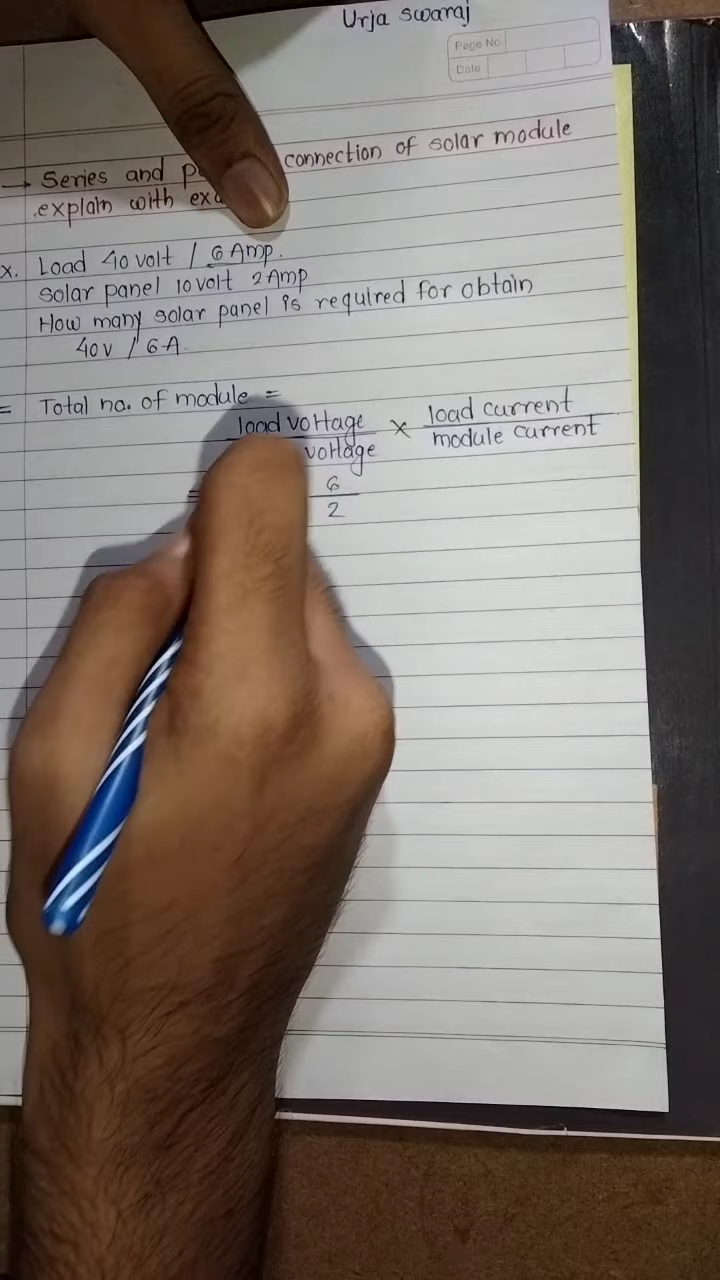 Urja swaraj
Page No.
Date
→ Series and connection of solar module
explain with
x. Load 40 volt / 6 Amp.
solar panel 10 volt 2 Amp
How many solar panel is required for obtain
40 V / 6A.
= Total no. of module =
load voltage × load current
voltage module current
= 6
2